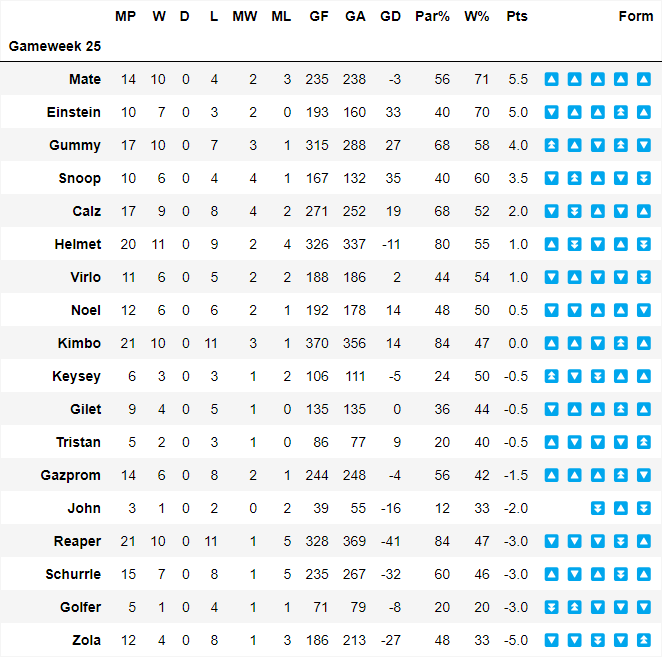 MP W D L MW ML GF GA GD Par% W% Pts Form
Gameweek 25
Mate 14 10 0 4 2 3 235 238 -3 56 71 5.5 🔼 🔼 🔼 🔼 🔼
Einstein 10 7 0 3 2 0 193 160 33 40 70 5.0 🔽 🔼 🔼 ⏫ 🔼
Gummy 17 10 0 7 3 1 315 288 27 68 58 4.0 ⏫ 🔼 🔽 ⏫ 🔽
Snoop 10 6 0 4 4 1 167 132 35 40 60 3.5 🔽 ⏫ 🔼 🔽 ⏬
Calz 17 9 0 8 4 2 271 252 19 68 52 2.0 🔽 ⏬ 🔼 🔽 🔼
Helmet 20 11 0 9 2 4 326 337 -11 80 55 1.0 🔼 ⏬ 🔽 🔼 ⏬
Virlo 11 6 0 5 2 2 188 186 2 44 54 1.0 🔽 🔼 🔽 🔽 ⏬
Noel 12 6 0 6 2 1 192 178 14 48 50 0.5 🔽 🔽 🔼 🔼 🔽
Kimbo 21 10 0 11 3 1 370 356 14 84 47 0.0 🔼 🔼 🔽 ⏫ 🔼
Keysey 6 3 0 3 1 2 106 111 -5 24 50 -0.5 ⏫ 🔽 ⏬ 🔼 🔼
Gilet 9 4 0 5 1 0 135 135 0 36 44 -0.5 🔽 🔼 🔼 ⏫ 🔼
Tristan 5 2 0 3 1 0 86 77 9 20 40 -0.5 🔼 🔽 🔽 🔽 ⏫
Gazprom 14 6 0 8 2 1 244 248 -4 56 42 -1.5 🔼 🔼 🔼 ⏫ 🔽
John 3 1 0 2 0 2 39 55 -16 12 33 -2.0 ⏬ 🔼 ⏬
Reaper 21 10 0 11 1 5 328 369 -41 84 47 -3.0 🔽 🔽 🔽 ⏬ 🔼
Schurrle 15 7 0 8 1 5 235 267 -32 60 46 -3.0 🔼 🔽 🔼 ⏬ 🔼
Golfer 5 1 0 4 1 1 71 79 -8 20 20 -3.0 ⏬ ⏫ 🔽 🔽 🔽
Zola 12 4 0 8 1 3 186 213 -27 48 33 -5.0 🔽 🔽 ⏬ 🔽 ⏫